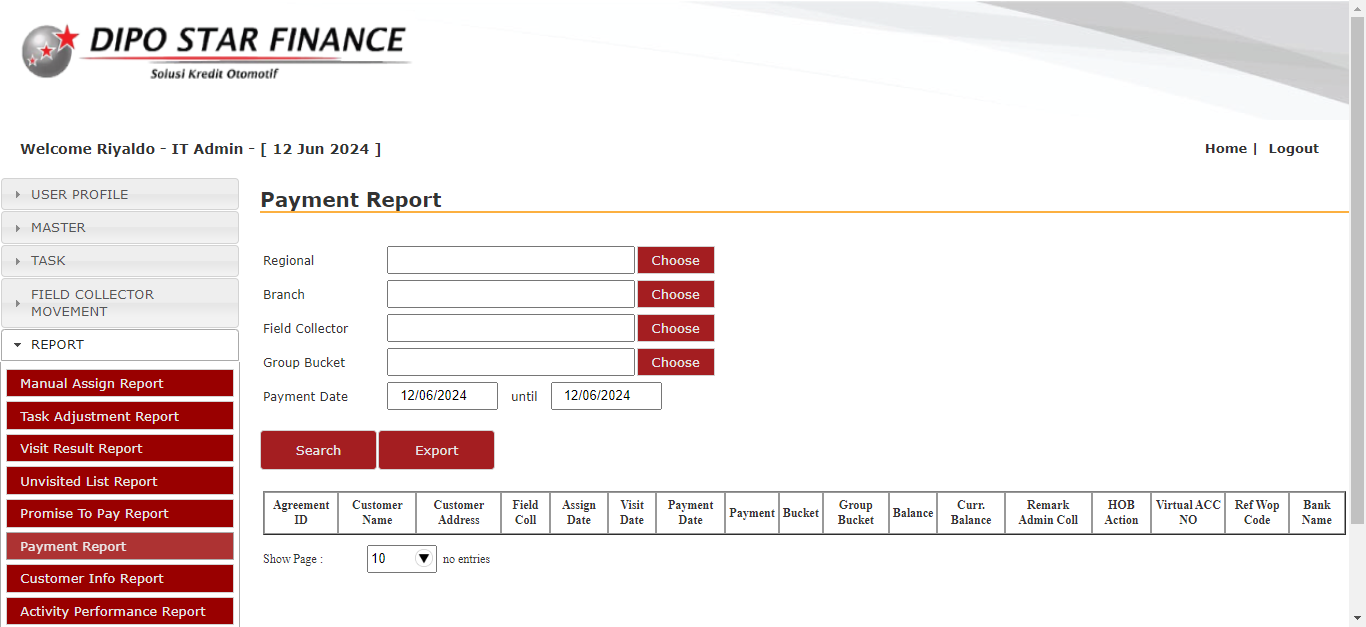 DIPO STAR FINANCE
Solusi Kredit Otomotif
Welcome Riyaldo - IT Admin - [ 12 Jun 2024 ]
Home | Logout
USER PROFILE
MASTER
TASK
FIELD COLLECTOR
MOVEMENT
REPORT
Manual Assign Report
Task Adjustment Report
Visit Result Report
Unvisited List Report
Promise To Pay Report
Payment Report
Customer Info Report
Activity Performance Report
Payment Report
Regional Choose
Branch Choose
Field Collector Choose
Group Bucket Choose
Payment Date 12/06/2024 until 12/06/2024
Search Export
Agreement ID Customer Name Customer Address Field Coll Assign Date Visit Date Payment Date Payment Bucket Group Bucket Balance Curr. Balance Remark Admin Coll HOB Action Virtual ACC NO Ref Wop Code Bank Name
Show Page : 10 no entries